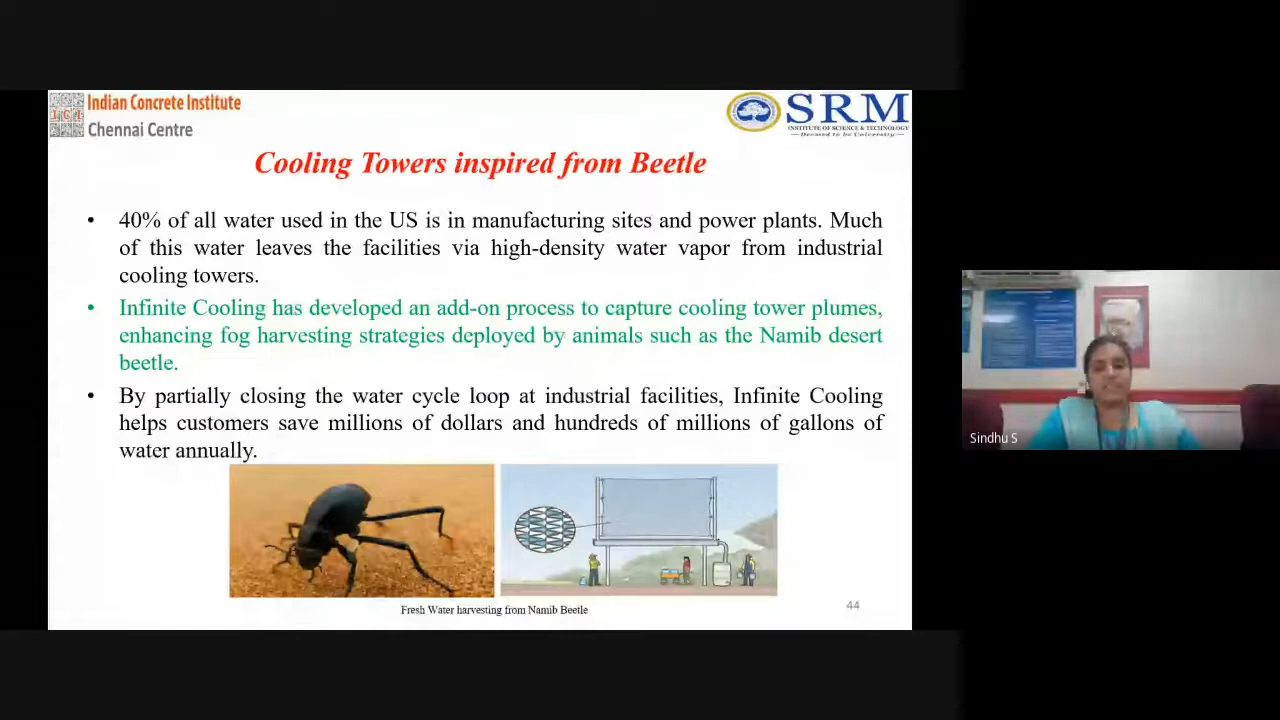 Indian Concrete Institute
ICI
Chennai Centre
SRM
INSTITUTE OF SCIENCE & TECHNOLOGY
Deemed to be University
Cooling Towers inspired from Beetle
• 40% of all water used in the US is in manufacturing sites and power plants. Much
of this water leaves the facilities via high-density water vapor from industrial
cooling towers.
• Infinite Cooling has developed an add-on process to capture cooling tower plumes,
enhancing fog harvesting strategies deployed by animals such as the Namib desert
beetle.
• By partially closing the water cycle loop at industrial facilities, Infinite Cooling
helps customers save millions of dollars and hundreds of millions of gallons of
water annually.
Fresh Water harvesting from Namib Beetle
44
Sindhu S